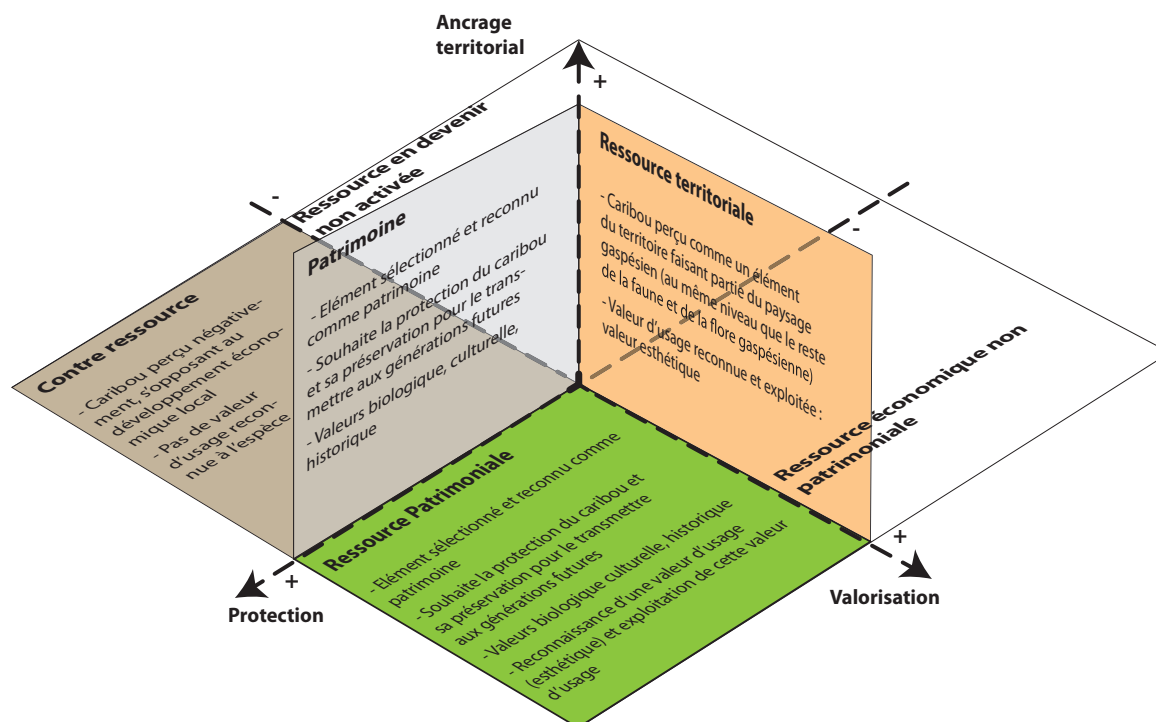 Ancrage
territorial
+
Ressource en devenir
non activée
-
Patrimoine
- Elément sélectionné et reconnu
comme patrimoine
- Souhaite la protection du caribou
et sa préservation pour le trans-
mettre aux générations futures
- Valeurs biologique, culturelle,
historique
Ressource territoriale
- Caribou perçu comme un élément
du territoire faisant partie du paysage
gaspésien (au même niveau que le reste
de la faune et de la flore gaspésienne)
- Valeur d'usage reconnue et exploitée :
valeur esthétique
-
Contre ressource
- Caribou perçu négative-
ment, s'opposant au
développement écono-
mique local
- Pas de valeur
d'usage recon-
nue à l'espèce
Ressource économique non
patrimoniale
Ressource Patrimoniale
- Elément sélectionné et reconnu comme
patrimoine
- Souhaite la protection du caribou et
sa préservation pour le transmettre
aux générations futures
- Valeurs biologique culturelle, historique
- Reconnaissance d'une valeur d'usage
(esthétique) et exploitation de cette valeur
d'usage
+
Protection
+
Valorisation